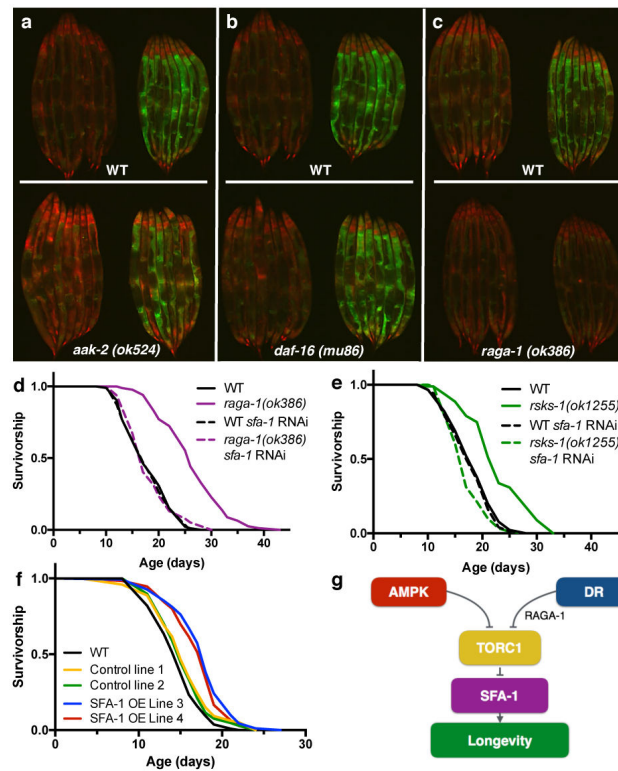 a
b
c
WT
WT
WT
aak-2 (ok524)
daf-16 (mu86)
raga-1 (ok386)
d
Survivorship
1.0
0.5
0.0
0
10
20
30
40
Age (days)
WT
raga-1(ok386)
WT sfa-1 RNAi
raga-1(ok386)
sfa-1 RNAi
e
Survivorship
1.0
0.5
0.0
0
10
20
30
40
Age (days)
WT
rsks-1(ok1255)
WT sfa-1 RNAi
rsks-1(ok1255)
sfa-1 RNAi
f
Survivorship
1.0
0.5
0.0
0
10
20
30
Age (days)
WT
Control line 1
Control line 2
SFA-1 OE Line 3
SFA-1 OE Line 4
g
AMPK
DR
RAGA-1
TORC1
SFA-1
Longevity